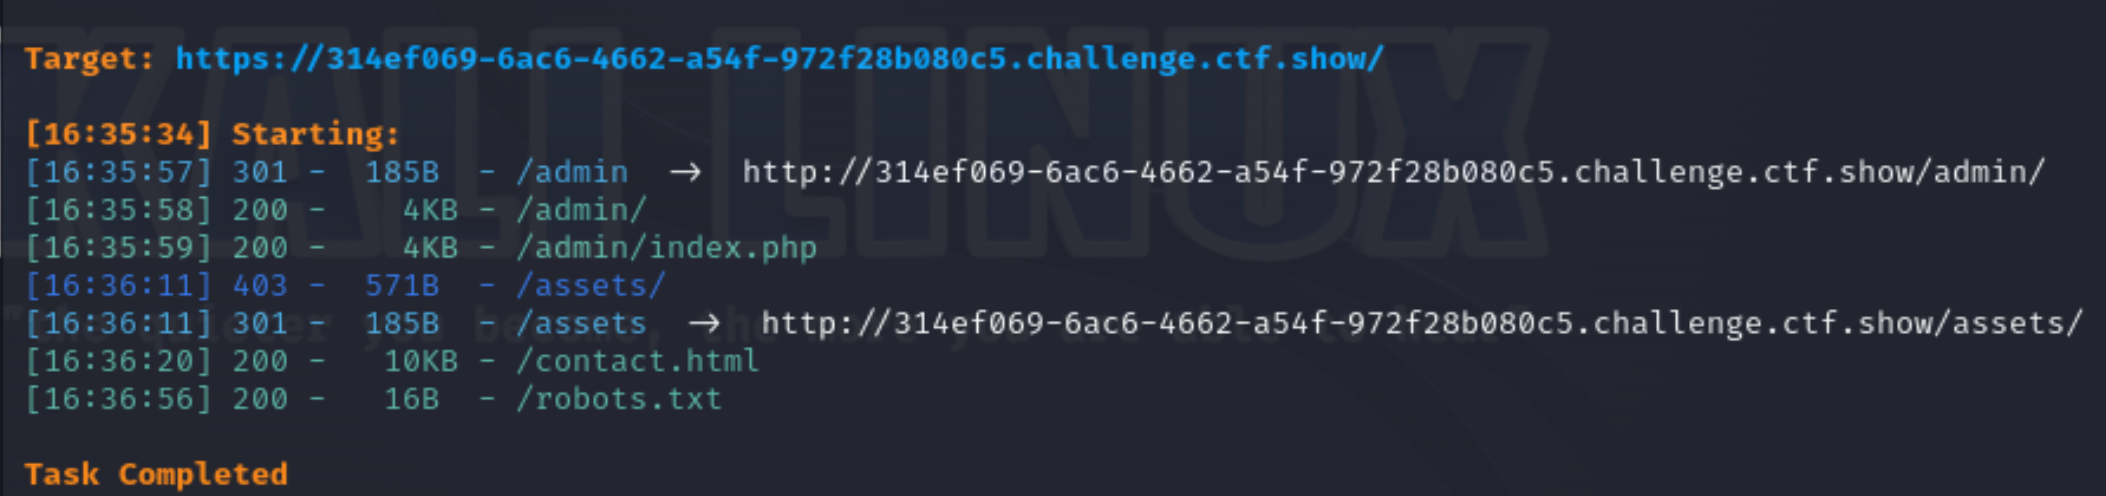 Target: https://314ef069-6ac6-4662-a54f-972f28b080c5.challenge.ctf.show/
[16:35:34] Starting:
[16:35:57] 301 - 185B - /admin → http://314ef069-6ac6-4662-a54f-972f28b080c5.challenge.ctf.show/admin/
[16:35:58] 200 - 4KB - /admin/
[16:35:59] 200 - 4KB - /admin/index.php
[16:36:11] 403 - 571B - /assets/
[16:36:11] 301 - 185B - /assets → http://314ef069-6ac6-4662-a54f-972f28b080c5.challenge.ctf.show/assets/
[16:36:20] 200 - 10KB - /contact.html
[16:36:56] 200 - 16B - /robots.txt
Task Completed
KALI LINUX